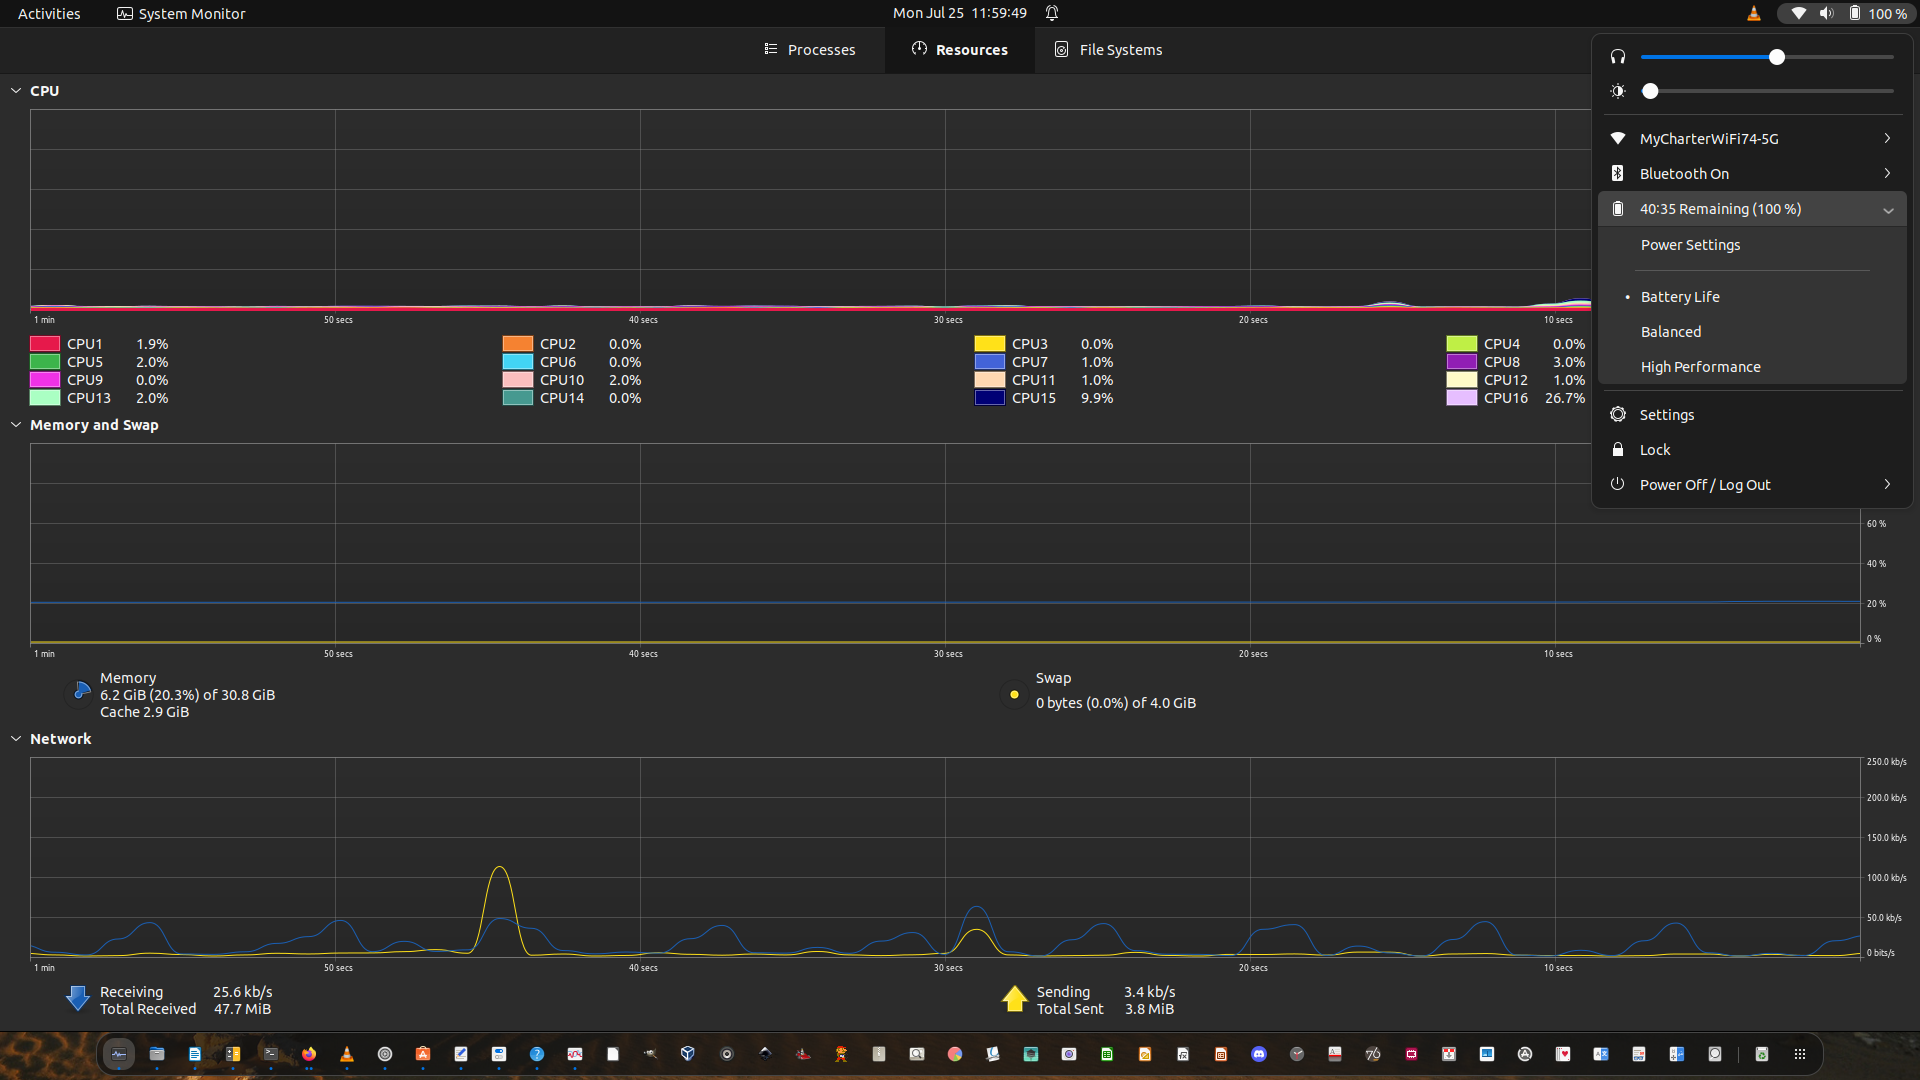 Activities
System Monitor
Mon Jul 25 11:59:49
100 %
Processes
Resources
File Systems
CPU
1 min
50 secs
40 secs
30 secs
20 secs
10 secs
CPU1 1.9%
CPU2 0.0%
CPU3 0.0%
CPU4 0.0%
CPU5 2.0%
CPU6 0.0%
CPU7 1.0%
CPU8 3.0%
CPU9 0.0%
CPU10 2.0%
CPU11 1.0%
CPU12 1.0%
CPU13 2.0%
CPU14 0.0%
CPU15 9.9%
CPU16 26.7%
MyCharterWiFi74-5G
Bluetooth On
40:35 Remaining (100 %)
Power Settings
Battery Life
Balanced
High Performance
Settings
Lock
Power Off / Log Out
Memory and Swap
60 %
40 %
20 %
0 %
1 min
50 secs
40 secs
30 secs
20 secs
10 secs
Memory
6.2 GiB (20.3%) of 30.8 GiB
Cache 2.9 GiB
Swap
0 bytes (0.0%) of 4.0 GiB
Network
250.0 kb/s
200.0 kb/s
150.0 kb/s
100.0 kb/s
50.0 kb/s
0 bits/s
1 min
50 secs
40 secs
30 secs
20 secs
10 secs
Receiving 25.6 kb/s
Total Received 47.7 MiB
Sending 3.4 kb/s
Total Sent 3.8 MiB